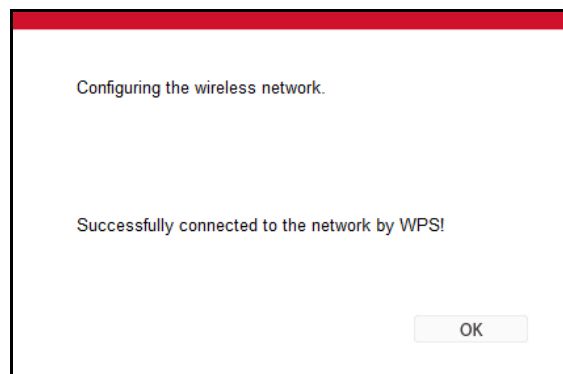 Configuring the wireless network.
Successfully connected to the network by WPS!
OK